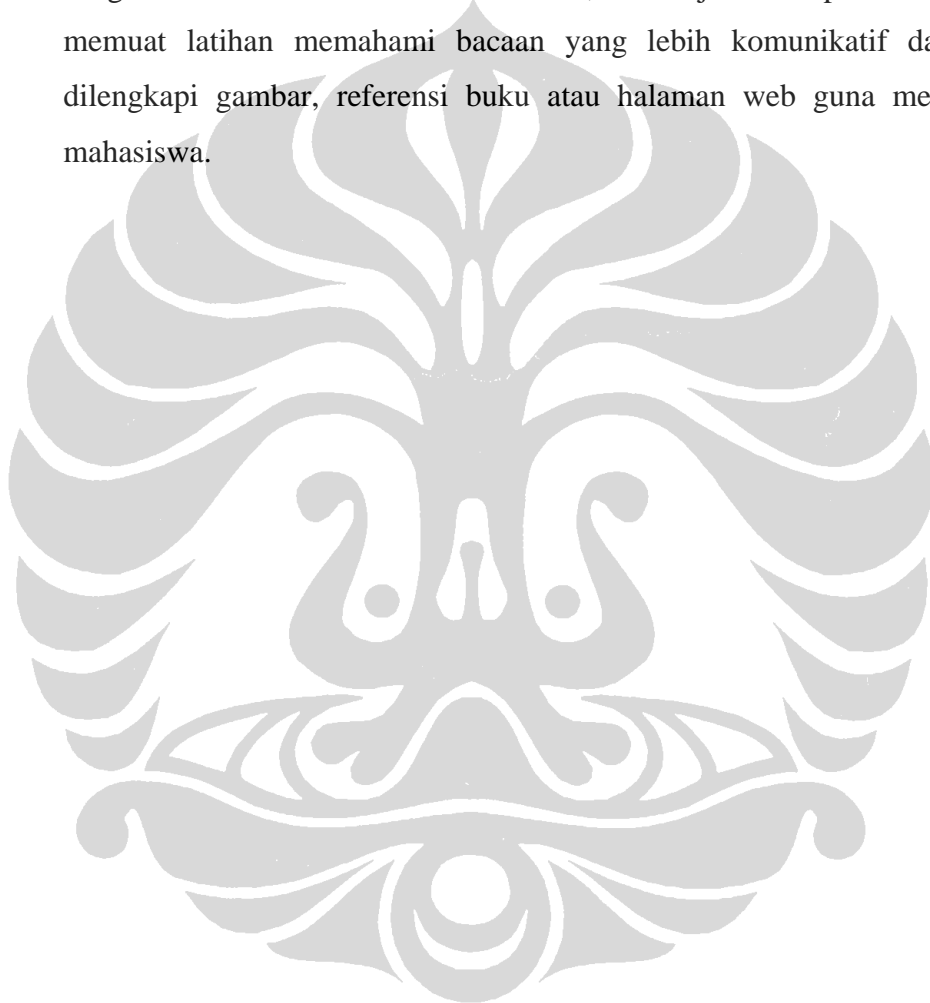 memuat latihan memahami bacaan yang lebih komunikatif
dilengkapi gambar, referensi buku atau halaman web guna
mahasiswa.